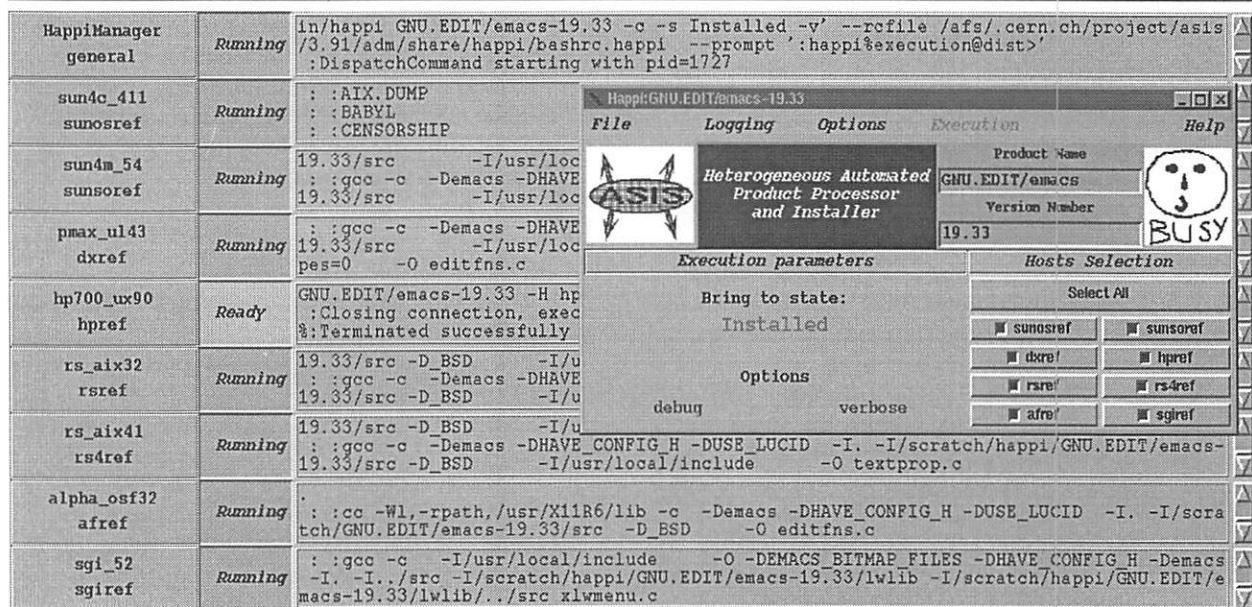 HappiManager
general
Running
in/happi GNU.EDIT/emacs-19.33 -c -s Installed -v' --rcfile /afs/.cern.ch/project/asis
/3.91/adm/share/happi/bashrc.happi --prompt ':happi%execution@dist>'
:DispatchCommand starting with pid=1727
sun4c_411
sunosref
Running
: :AIX.DUMP
: :BABYL
: :CENSORSHIP
sun4m_54
sunsoref
Running
19.33/src -I/usr/loc
: :gcc -c -Demacs -DHAVE
19.33/src -I/usr/loc
pmax_ul43
dxref
Running
: :gcc -c -Demacs -DHAVE
19.33/src -I/usr/loc
pes=0 -O editfns.c
hp700_ux90
hpref
Ready
GNU.EDIT/emacs-19.33 -H hp
:Closing connection, exec
%:Terminated successfully
rs_aix32
rsref
Running
19.33/src -D_BSD -I/u
: :gcc -c -Demacs -DHAVE
19.33/src -D_BSD -I/u
rs_aix41
rs4ref
Running
19.33/src -D_BSD -I/u
: :gcc -c -Demacs -DHAVE_CONFIG_H -DUSE_LUCID -I. -I/scratch/happi/GNU.EDIT/emacs-
19.33/src -D_BSD -I/usr/local/include -O textprop.c
alpha_osf32
afref
Running
.
: :cc -Wl,-rpath,/usr/X11R6/lib -c -Demacs -DHAVE_CONFIG_H -DUSE_LUCID -I. -I/scra
tch/GNU.EDIT/emacs-19.33/src -D_BSD -O editfns.c
sgi_52
sgiref
Running
: :gcc -c -I/usr/local/include -O -DEMACS_BITMAP_FILES -DHAVE_CONFIG_H -Demacs
-I. -I../src -I/scratch/happi/GNU.EDIT/emacs-19.33/lwlib -I/scratch/happi/GNU.EDIT/e
macs-19.33/lwlib/../src xlwmenu.c
Happi:GNU.EDIT/emacs-19.33
File Logging Options Execution Help
ASIS
Heterogeneous Automated
Product Processor
and Installer
Product Name
GNU.EDIT/emacs
Version Number
19.33
BUSY
Execution parameters
Bring to state:
Installed
Options
debug verbose
Hosts Selection
Select All
sunosref sunsoref
dxref hpref
rsref rs4ref
afref sgiref